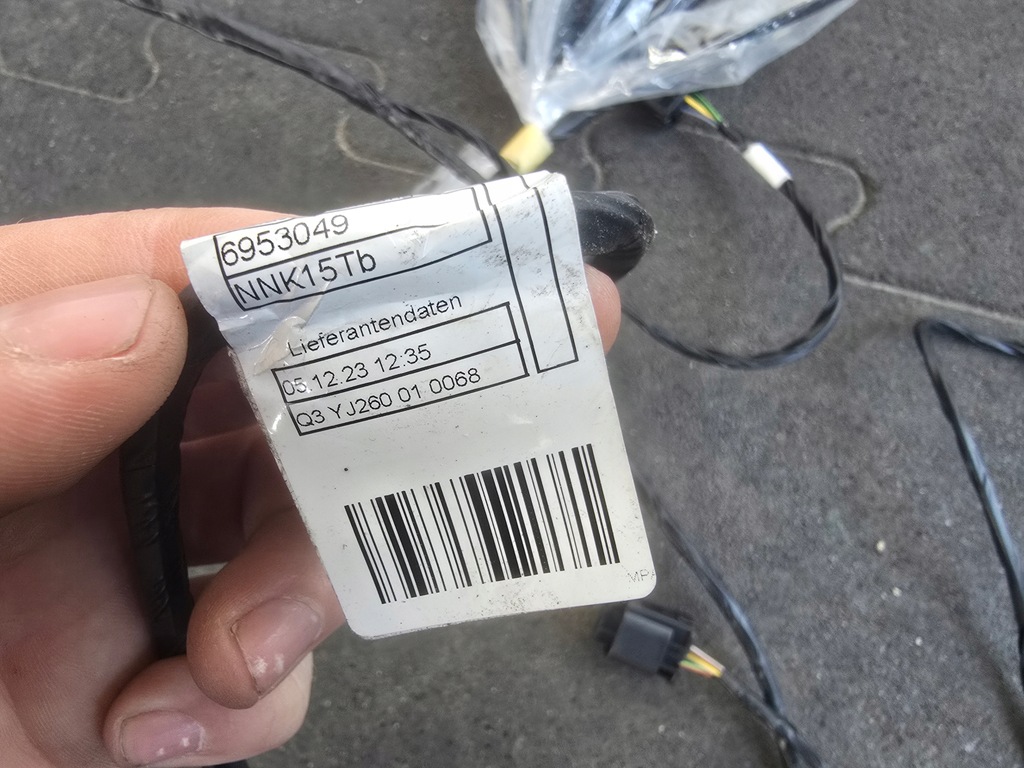 6953049
NNK15Tb
Lieferantendaten
05.12.23 12:35
Q3 YJ260 01 0068